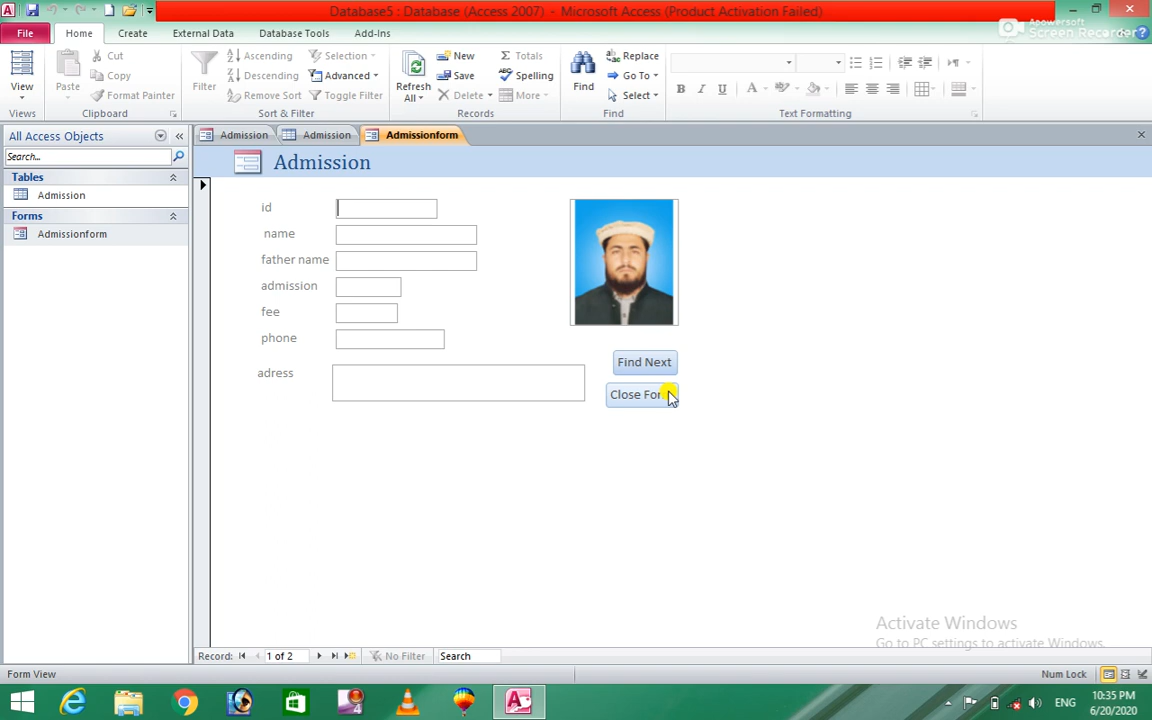 Database5 : Database (Access 2007) - Microsoft Access (Product Activation Failed)
Apowersoft
Screen Recorder
File Home Create External Data Database Tools Add-Ins
View
Views
Paste
Cut
Copy
Format Painter
Clipboard
Filter
Ascending
Descending
Remove Sort
Selection
Advanced
Toggle Filter
Sort & Filter
Refresh
All
New
Save
Delete
Totals
Spelling
More
Records
Find
Replace
Go To
Select
Find
B I U A ab
Text Formatting
All Access Objects
Search...
Tables
Admission
Forms
Admissionform
Admission Admission Admissionform
Admission
id
name
father name
admission
fee
phone
adress
Find Next
Close For
Activate Windows
Go to PC settings to activate Windows.
Record: 1 of 2 No Filter Search
Form View
Num Lock
ENG
10:35 PM
6/20/2020